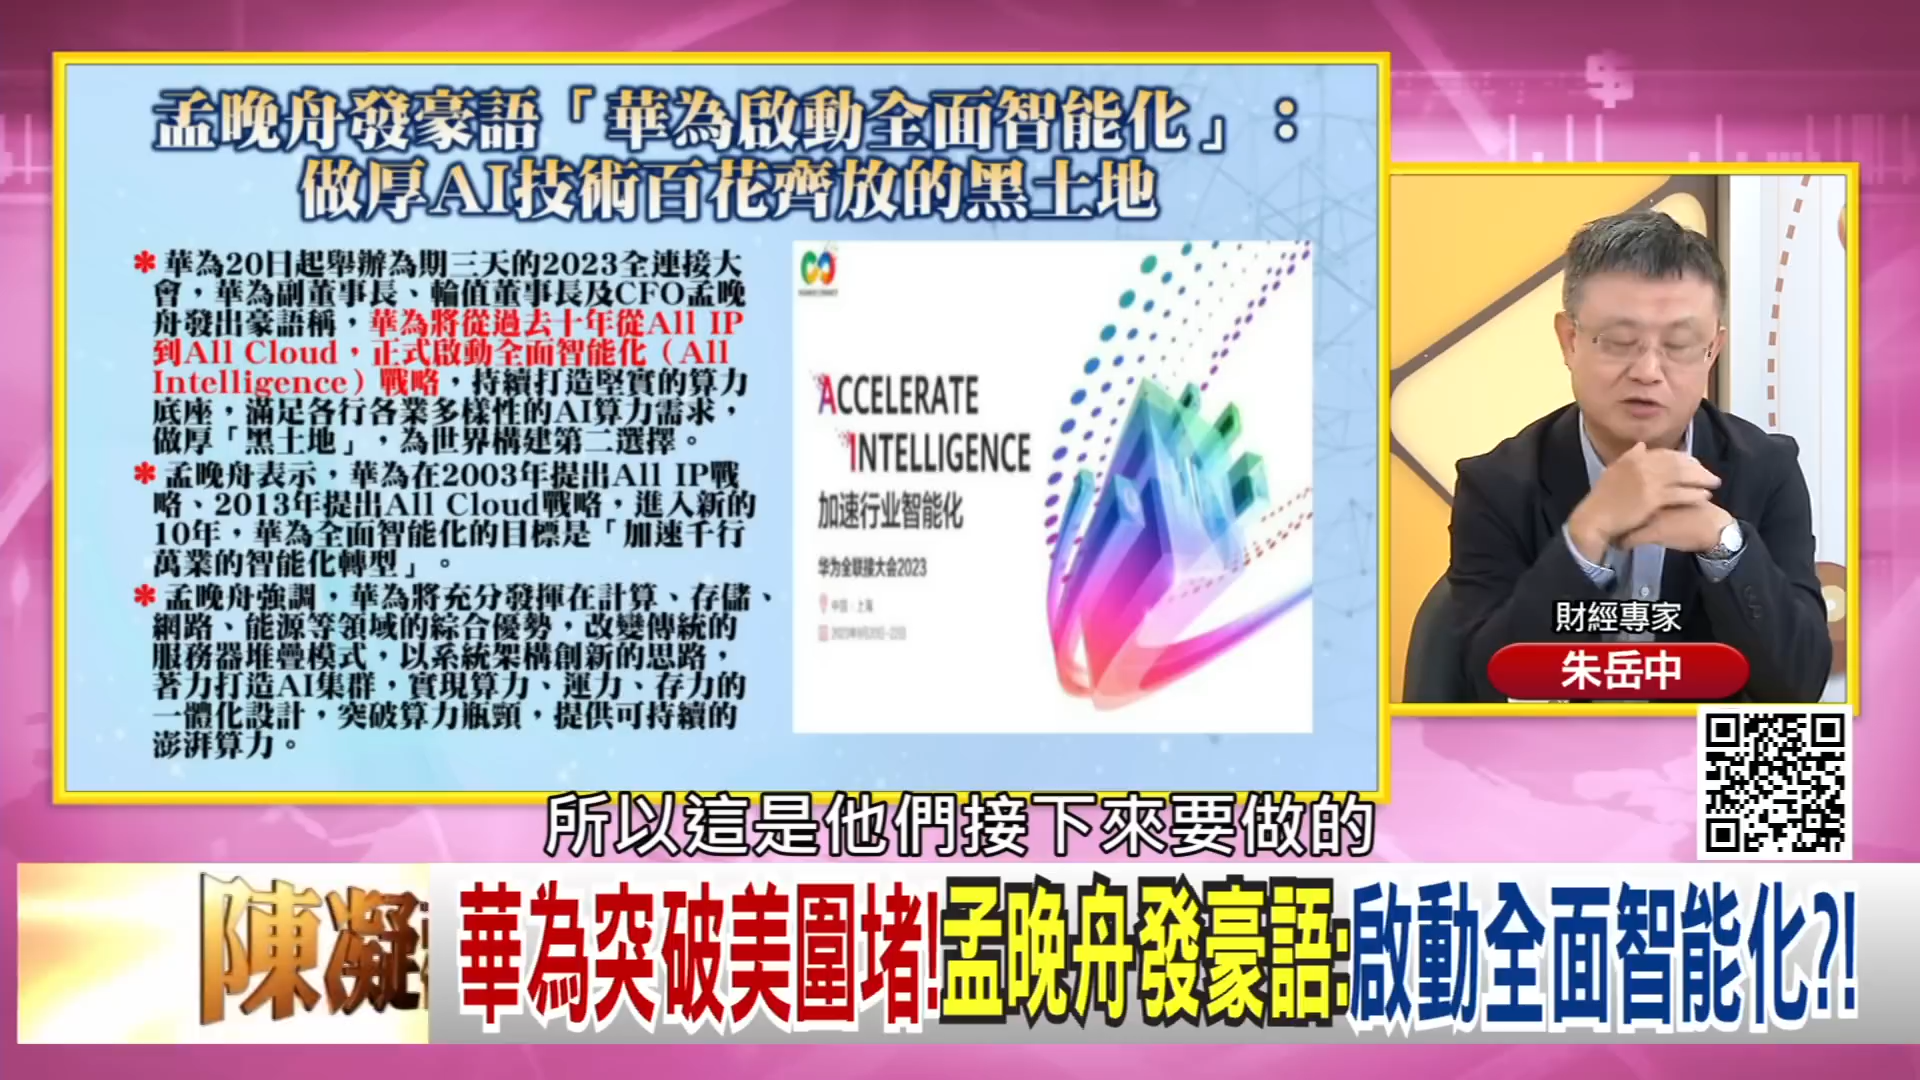 孟晚舟發豪語「華為啟動全面智能化」：
做厚AI技術百花齊放的黑土地
* 華為20日起舉辦為期三天的2023全連接大
會，華為副董事長、輪值董事長及CFO孟晚
舟發出豪語稱，華為將從過去十年從All IP
到All Cloud，正式啟動全面智能化（All
Intelligence）戰略，持續打造堅實的算力
底座，滿足各行各業多樣性的AI算力需求，
做厚「黑土地」，為世界構建第二選擇。
* 孟晚舟表示，華為在2003年提出All IP戰
略、2013年提出All Cloud戰略，進入新的
10年，華為全面智能化的目標是「加速千行
萬業的智能化轉型」。
* 孟晚舟強調，華為將充分發揮在計算、存儲、
網路、能源等領域的綜合優勢，改變傳統的
服務器堆疊模式，以系統架構創新的思路，
著力打造AI集群，實現算力、運力、存力的
一體化設計，突破算力瓶頸，提供可持續的
澎湃算力。
ACCELERATE
INTELLIGENCE
加速行业智能化
华为全联接大会2023
中国·上海
財經專家
朱岳中
所以這是他們接下來要做的
陳凝
華為突破美圍堵!孟晚舟發豪語:啟動全面智能化?!